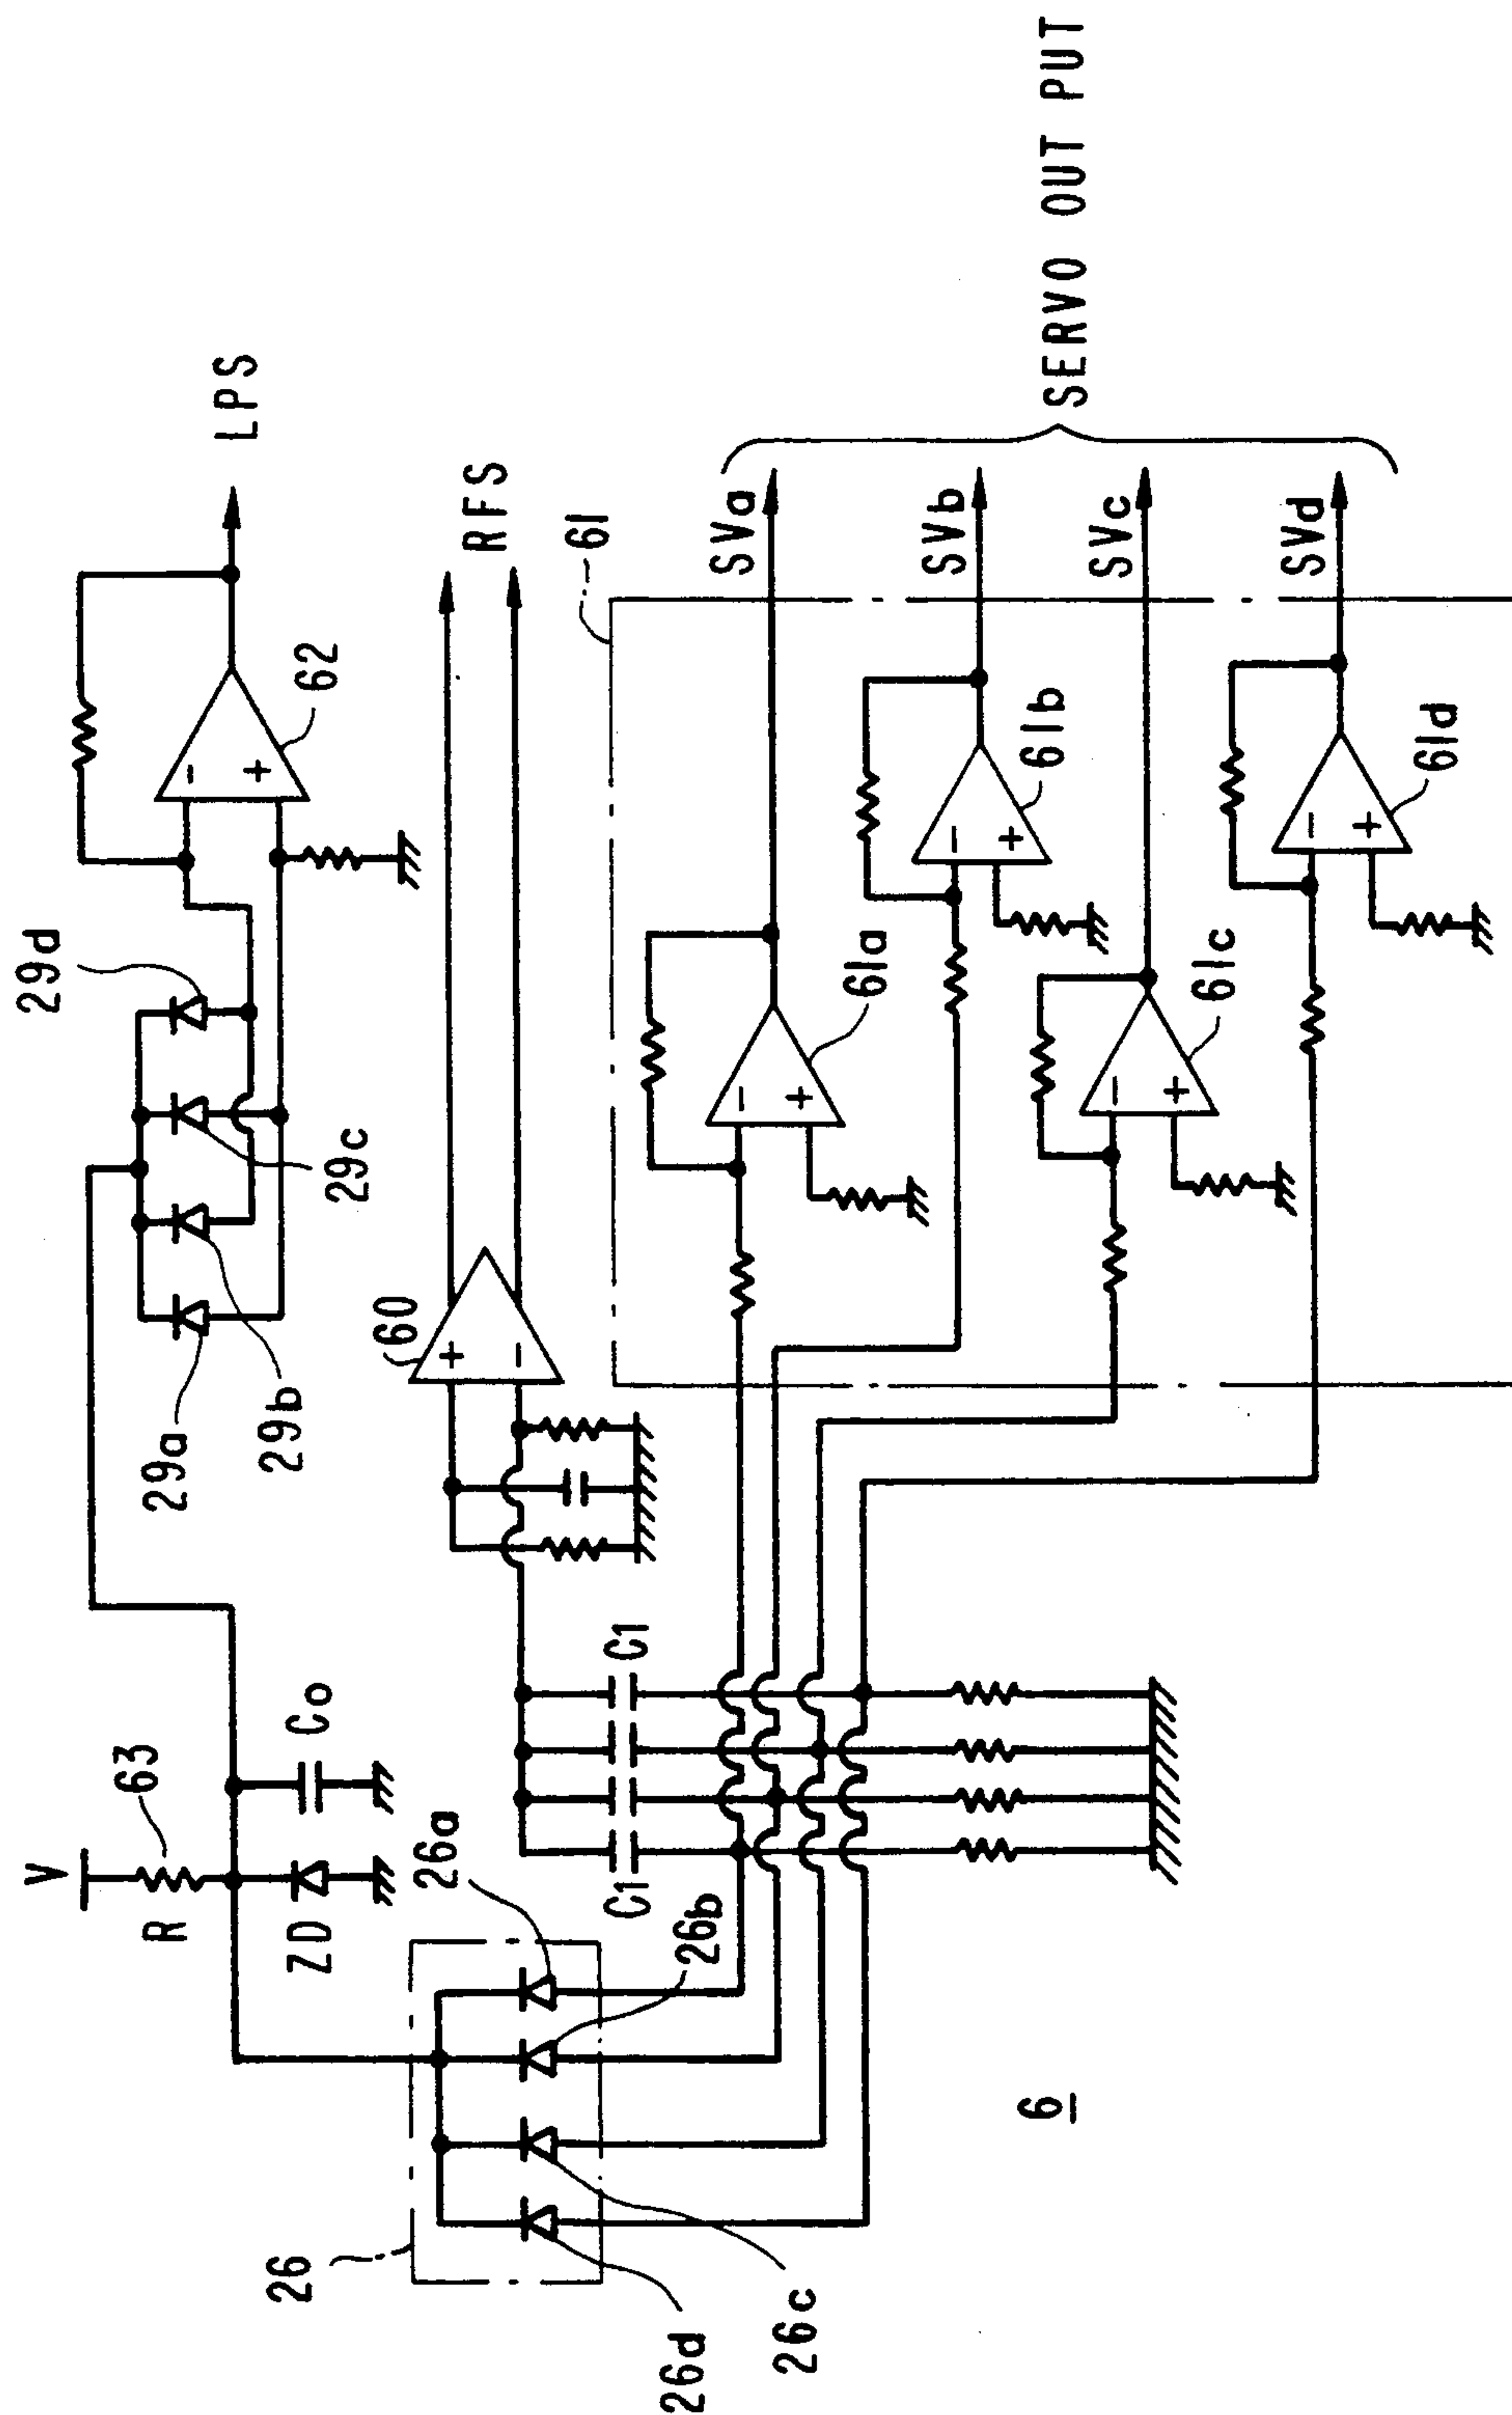 V
R
63
ZD
Co
29a
29b
29c
29d
-
+
62
LPS
60
+
-
RFS
26
26a
26b
26c
26d
C1
C1
61
-
+
61a
SVa
-
+
61b
SVb
-
+
61c
SVc
-
+
61d
SVd
SERVO OUT PUT
6